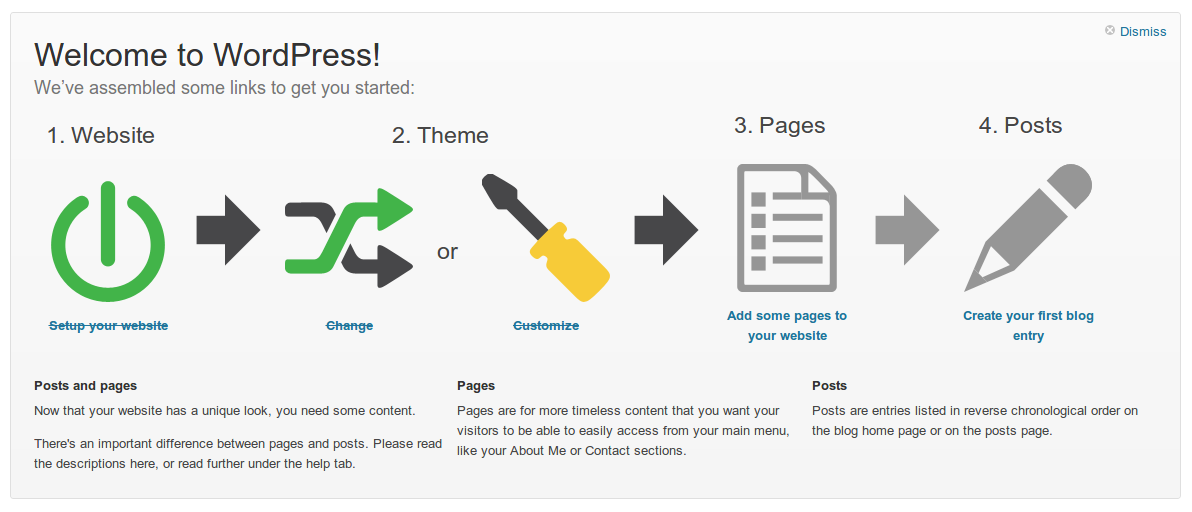 Dismiss
Welcome to WordPress!
We've assembled some links to get you started:
1. Website
2. Theme
3. Pages
4. Posts
or
Setup your website
Change
Customize
Add some pages to
your website
Create your first blog
entry
Posts and pages
Now that your website has a unique look, you need some content.
There's an important difference between pages and posts. Please read
the descriptions here, or read further under the help tab.
Pages
Pages are for more timeless content that you want your
visitors to be able to easily access from your main menu,
like your About Me or Contact sections.
Posts
Posts are entries listed in reverse chronological order on
the blog home page or on the posts page.